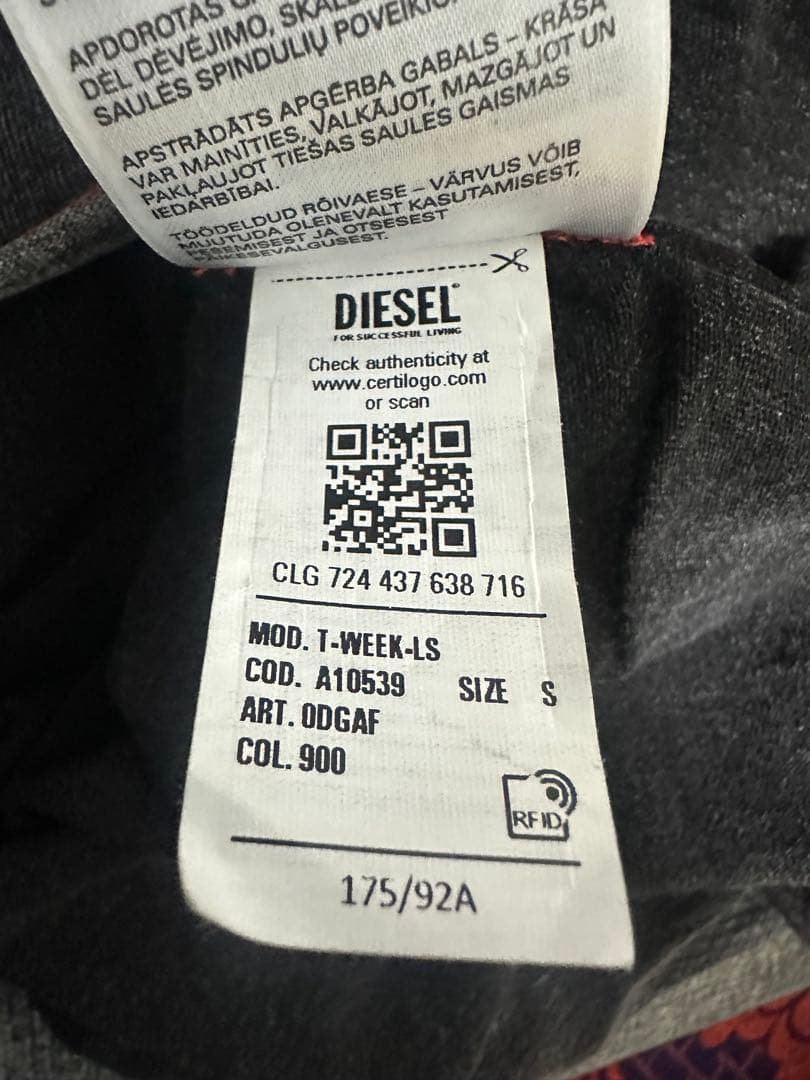 APDOROTAS
DĖL DĖVĖJIMO,
SAULĖS SPINDULIŲ POVEIKIO.
APSTRĀDĀTS APĢĒRBA GABALS – KRĀSA
VAR MAINĪTIES, VALKĀJOT, MAZGĀJOT UN
PAKĻAUJOT TIEŠAS SAULES GAISMAS
IEDARBĪBAI.
TÖÖDELDUD RÕIVAESE – VÄRVUS VÕIB
MUUTUDA OLENEVALT KASUTAMISEST,
PESEMISEST JA OTSESEST
PÄIKESEVALGUSEST.
DIESEL
FOR SUCCESSFUL LIVING
Check authenticity at
www.certilogo.com
or scan
CLG 724 437 638 716
MOD. T-WEEK-LS
COD. A10539 SIZE S
ART. 0DGAF
COL. 900
RFID
175/92A